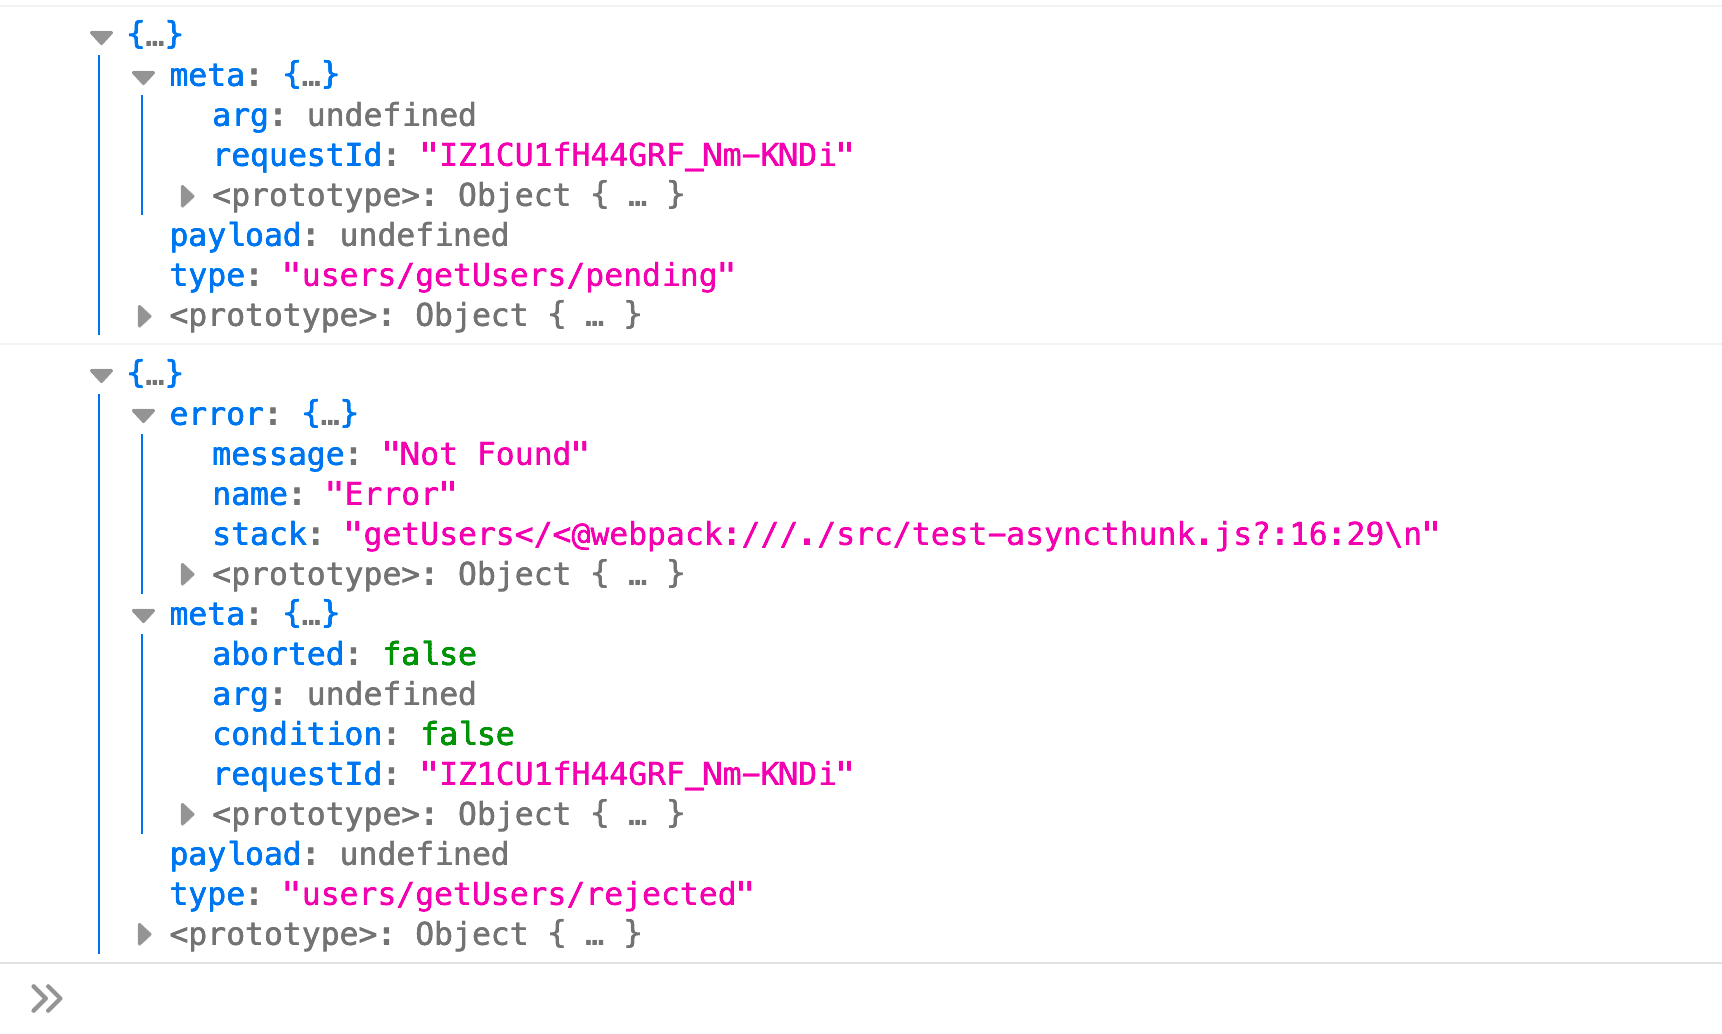 {…}
meta: {…}
arg: undefined
requestId: "IZ1CU1fH44GRF_Nm-KNDi"
<prototype>: Object { … }
payload: undefined
type: "users/getUsers/pending"
<prototype>: Object { … }
{…}
error: {…}
message: "Not Found"
name: "Error"
stack: "getUsers</<@webpack:///./src/test-asyncthunk.js?:16:29\n"
<prototype>: Object { … }
meta: {…}
aborted: false
arg: undefined
condition: false
requestId: "IZ1CU1fH44GRF_Nm-KNDi"
<prototype>: Object { … }
payload: undefined
type: "users/getUsers/rejected"
<prototype>: Object { … }